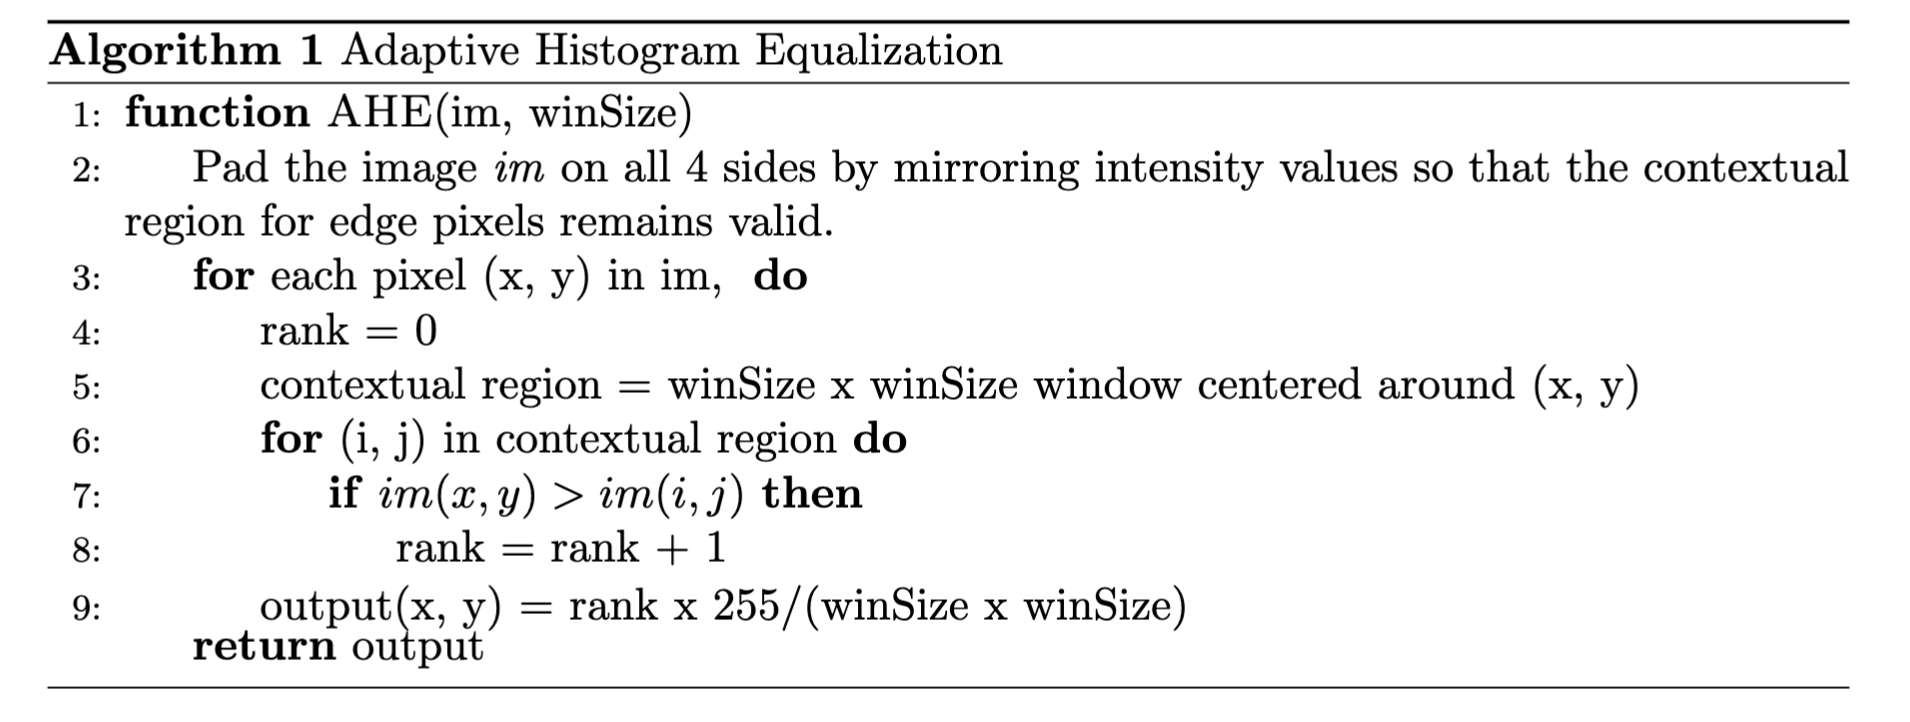 Algorithm 1 Adaptive Histogram Equalization
1: function AHE(im, winSize)
2: Pad the image im on all 4 sides by mirroring intensity values so that the contextual
region for edge pixels remains valid.
3: for each pixel (x, y) in im, do
4: rank = 0
5: contextual region = winSize x winSize window centered around (x, y)
6: for (i, j) in contextual region do
7: if im(x, y) > im(i, j) then
8: rank = rank + 1
9: output(x, y) = rank x 255/(winSize x winSize)
return output